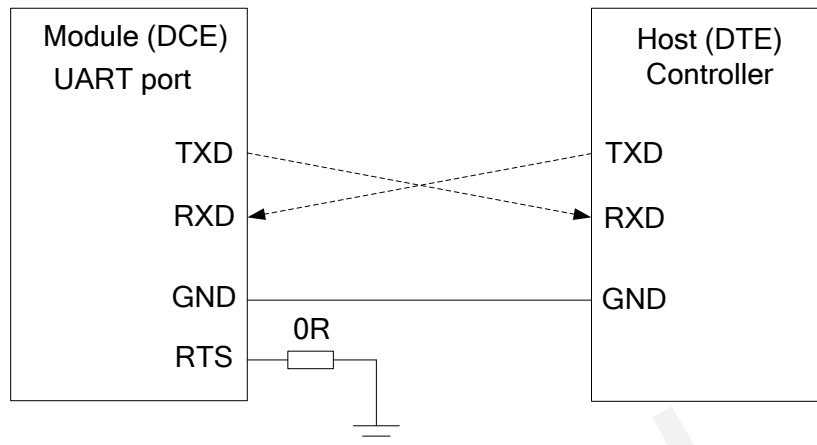 Module (DCE)
UART port
TXD
RXD
GND
RTS
0R
Host (DTE)
Controller
TXD
RXD
GND